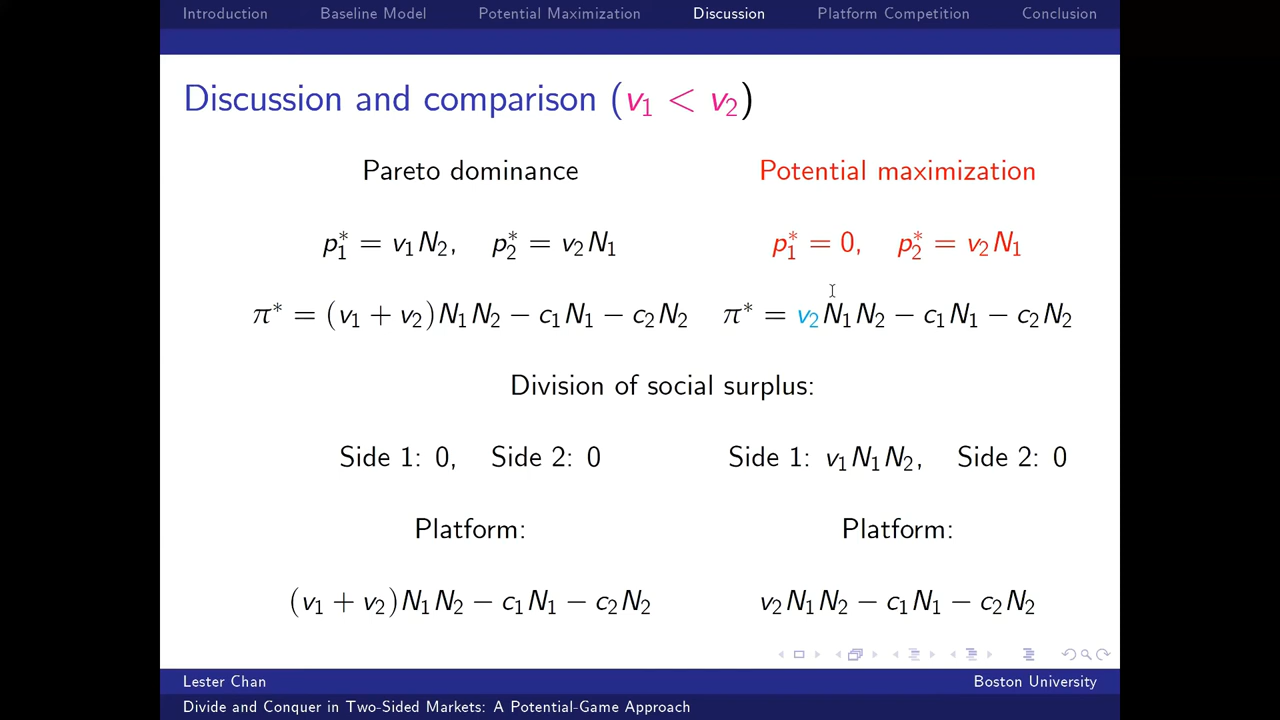 Introduction Baseline Model Potential Maximization Discussion Platform Competition Conclusion
Discussion and comparison (v₁ < v₂)
Pareto dominance
p₁* = v₁N₂, p₂* = v₂N₁
π* = (v₁ + v₂)N₁N₂ − c₁N₁ − c₂N₂
Potential maximization
p₁* = 0, p₂* = v₂N₁
π* = v₂N₁N₂ − c₁N₁ − c₂N₂
Division of social surplus:
Side 1: 0, Side 2: 0
Platform:
(v₁ + v₂)N₁N₂ − c₁N₁ − c₂N₂
Side 1: v₁N₁N₂, Side 2: 0
Platform:
v₂N₁N₂ − c₁N₁ − c₂N₂
Lester Chan Boston University
Divide and Conquer in Two-Sided Markets: A Potential-Game Approach